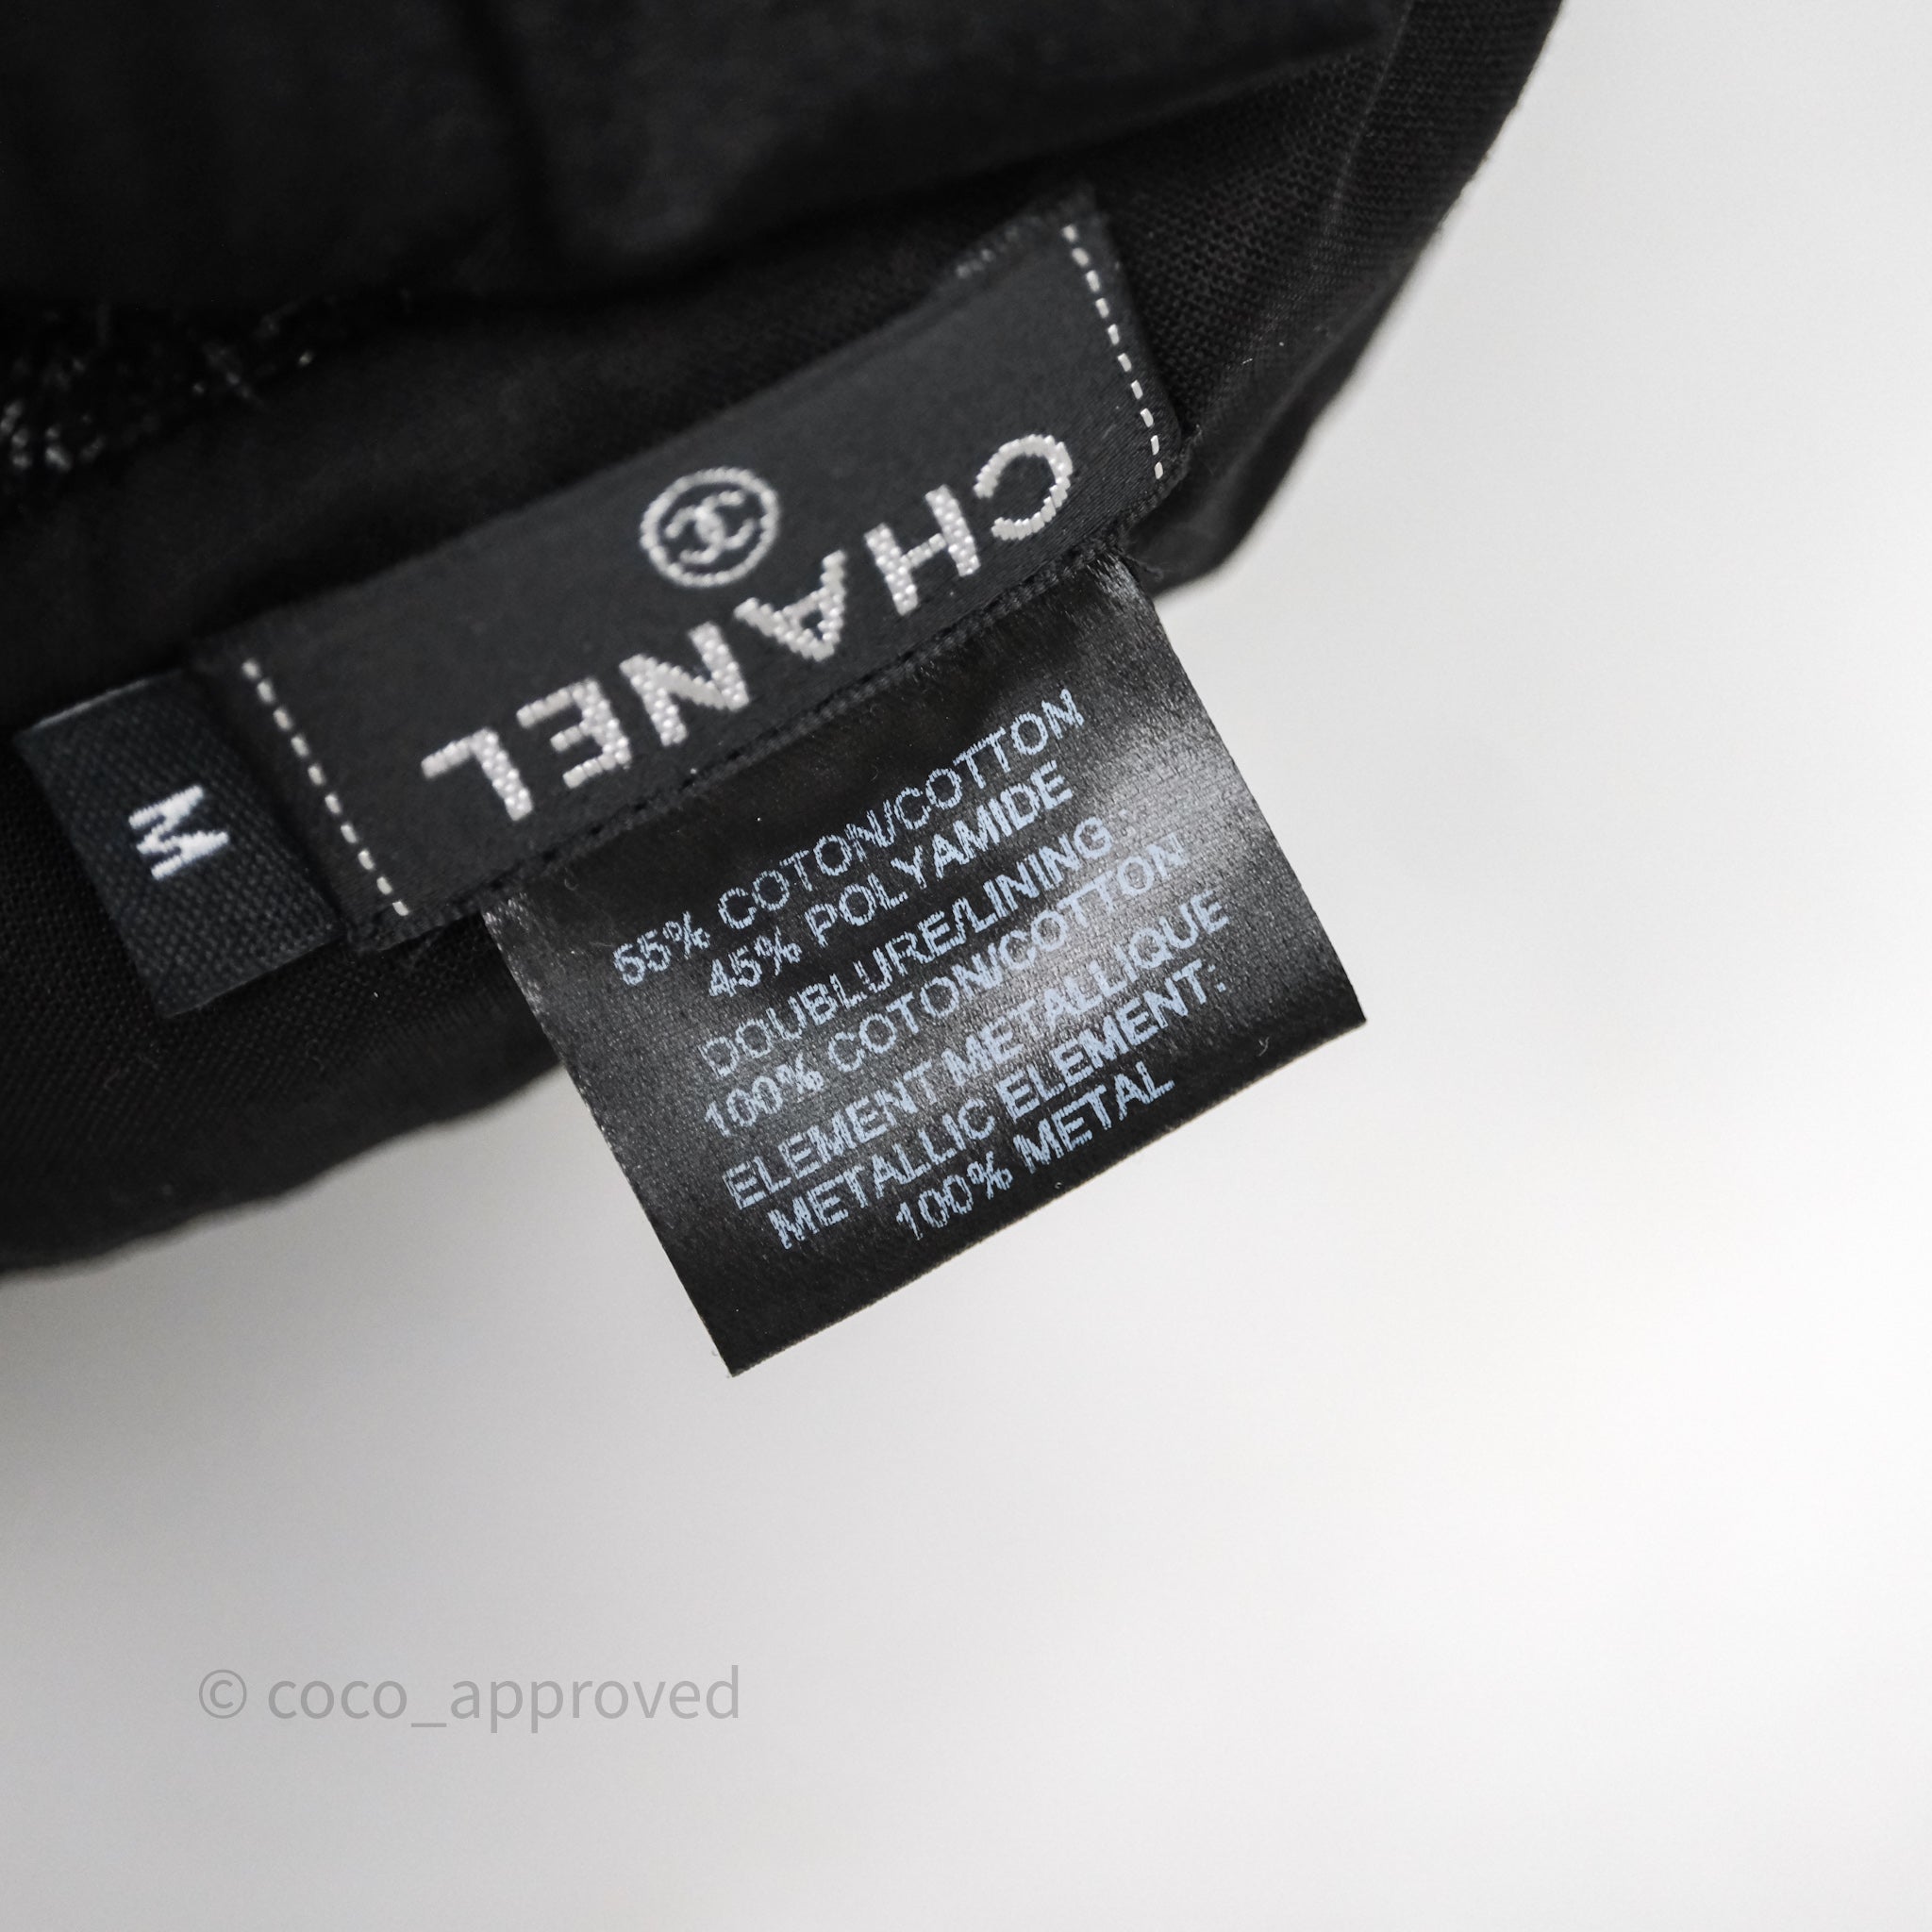 CHANEL
M
55% COTON/COTTON
45% POLYAMIDE
DOUBLURE/LINING :
100% COTON/COTTON
ELEMENT METALLIQUE
METALLIC ELEMENT:
100% METAL
© coco_approved